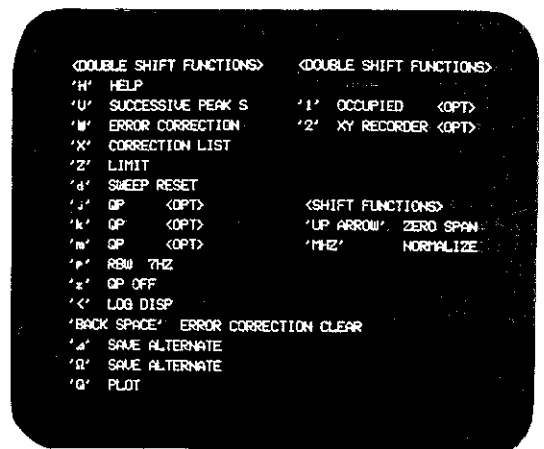 <DOUBLE SHIFT FUNCTIONS> <DOUBLE SHIFT FUNCTIONS>
'H' HELP
'U' SUCCESSIVE PEAK S '1' OCCUPIED <OPT>
'W' ERROR CORRECTION '2' XY RECORDER <OPT>
'X' CORRECTION LIST
'Z' LIMIT
'd' SWEEP RESET
'j' QP <OPT> <SHIFT FUNCTIONS>
'k' QP <OPT> 'UP ARROW' ZERO SPAN
'm' QP <OPT> 'MHZ' NORMALIZE
'r' RBW 7HZ
'z' QP OFF
'<' LOG DISP
'BACK SPACE' ERROR CORRECTION CLEAR
SAVE ALTERNATE
'Ω' SAVE ALTERNATE
'G' PLOT